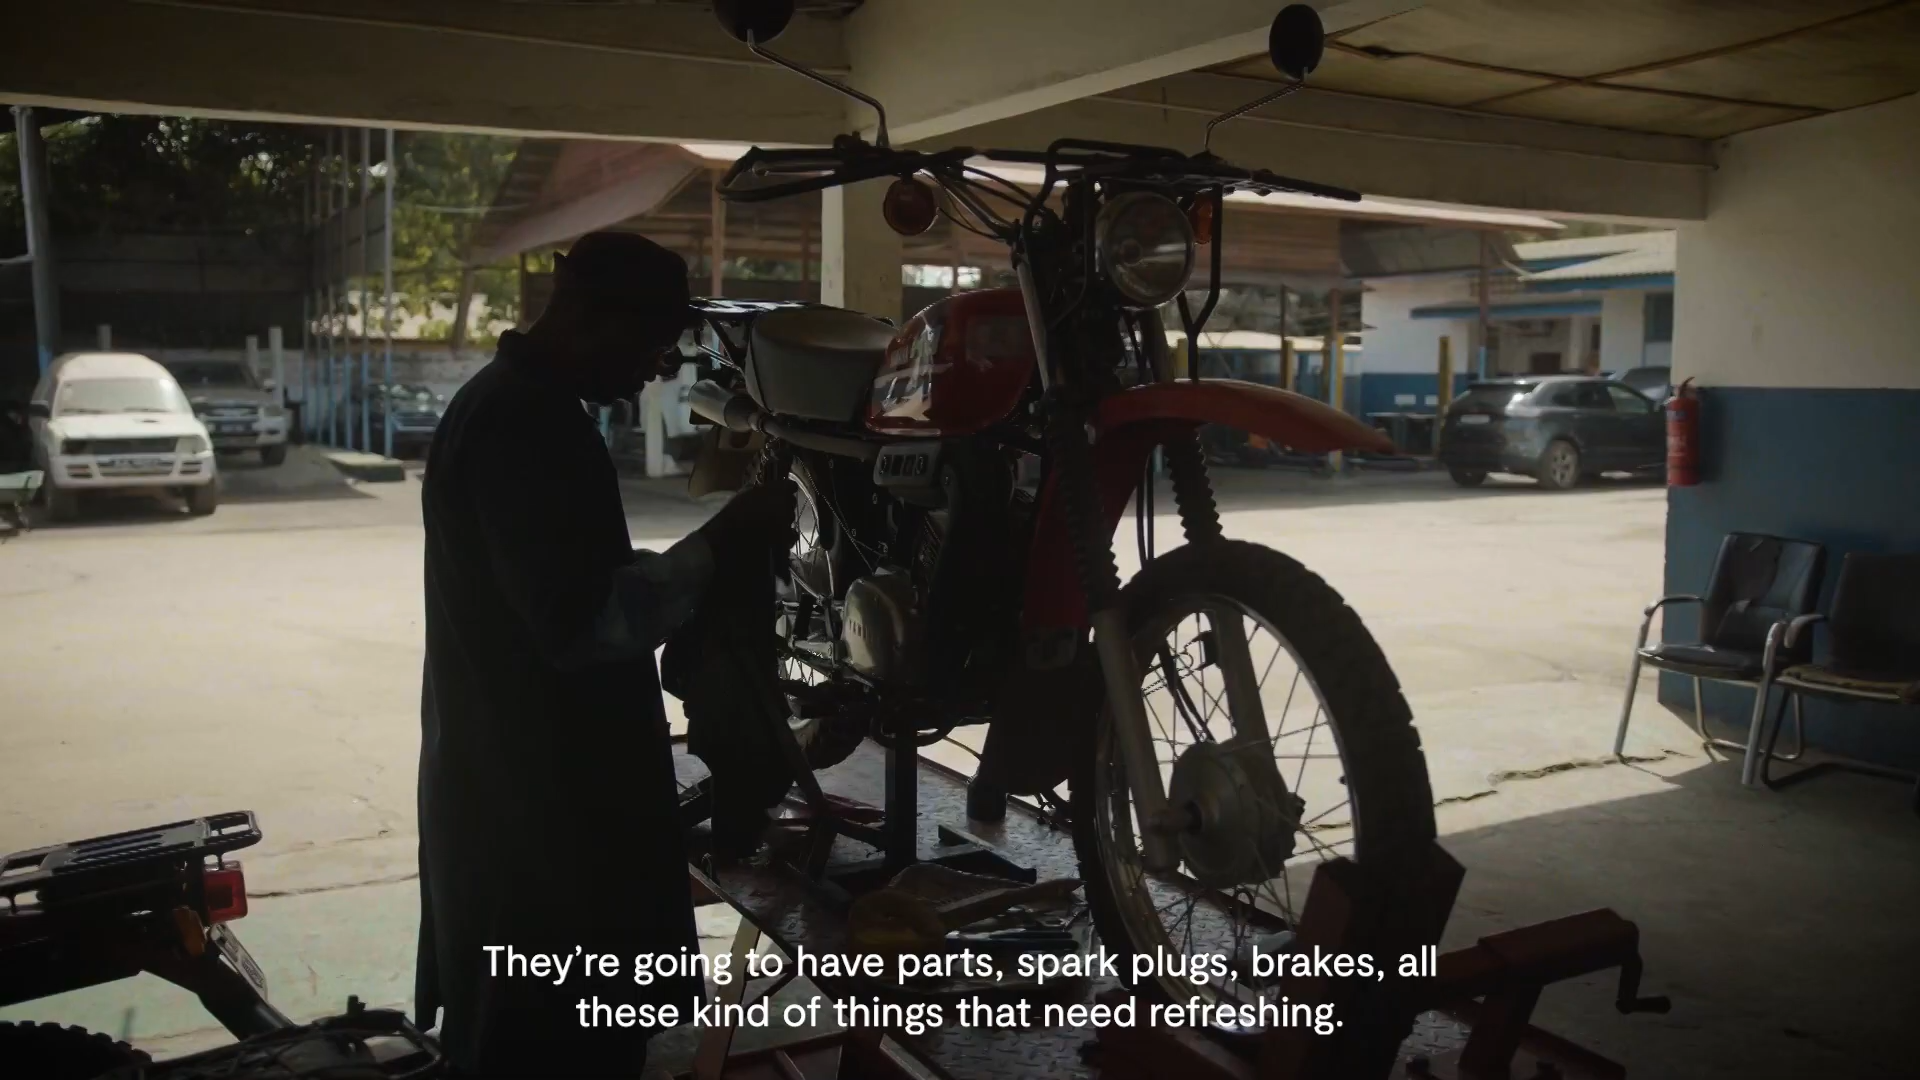 They’re going to have parts, spark plugs, brakes, all
these kind of things that need refreshing.